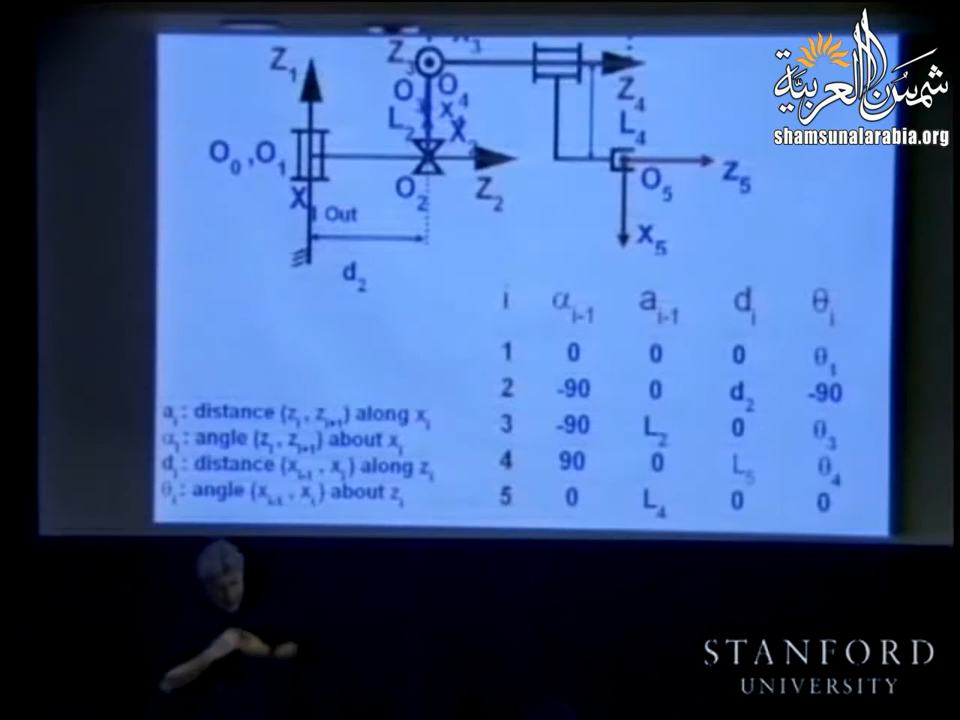 شمس العربية
shamsunalarabia.org
Z1
Z3
X3
O3
O4
Z4
L2
X4
X2
L4
O0 ,O1
X1
Out
O2
Z2
O5
Z5
X5
d2
i αi-1 ai-1 di θi
1 0 0 0 θ1
2 -90 0 d2 -90
3 -90 L2 0 θ3
4 90 0 L5 θ4
5 0 L4 0 0
ai : distance (zi , zi+1) along xi
αi : angle (zi , zi+1) about xi
di : distance (xi-1 , xi) along zi
θi : angle (xi-1 , xi) about zi
STANFORD
UNIVERSITY